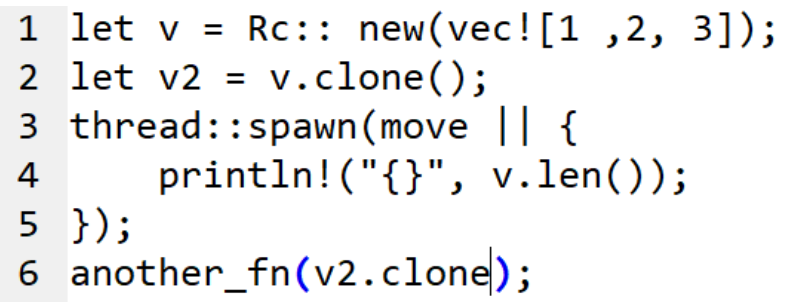 1 let v = Rc:: new(vec![1 ,2, 3]);
2 let v2 = v.clone();
3 thread::spawn(move || {
4     println!("{}", v.len());
5 });
6 another_fn(v2.clone);